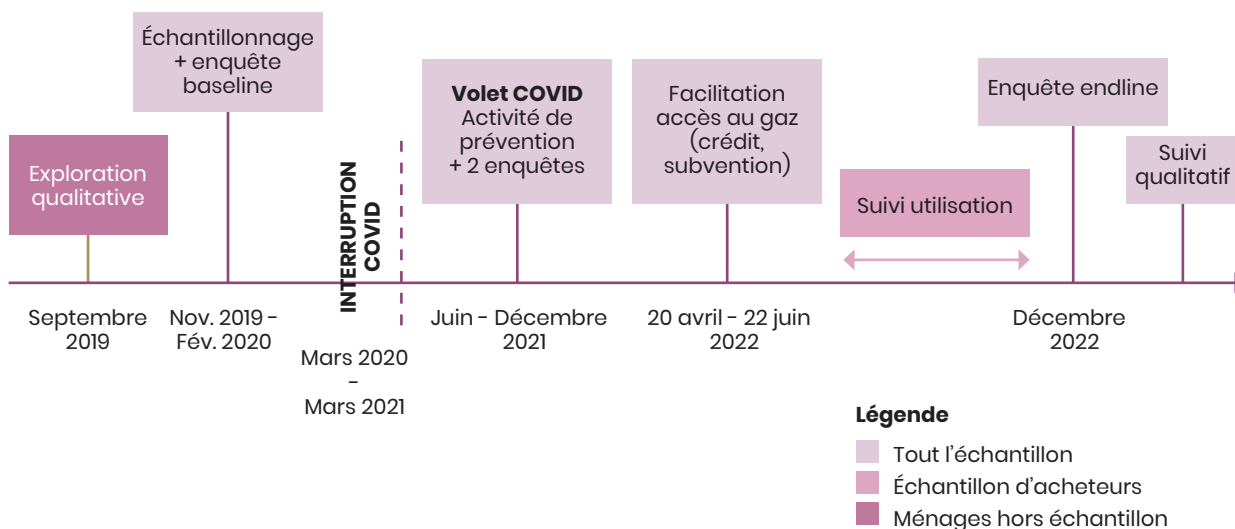 Exploration
qualitative
Échantillonnage
+ enquête
baseline
INTERRUPTION
COVID
Volet COVID
Activité de
prévention
+ 2 enquêtes
Facilitation
accès au gaz
(crédit,
subvention)
Suivi utilisation
Enquête endline
Suivi
qualitatif
Septembre
2019
Nov. 2019 -
Fév. 2020
Mars 2020
-
Mars 2021
Juin - Décembre
2021
20 avril - 22 juin
2022
Décembre
2022
Légende
Tout l'échantillon
Échantillon d'acheteurs
Ménages hors échantillon